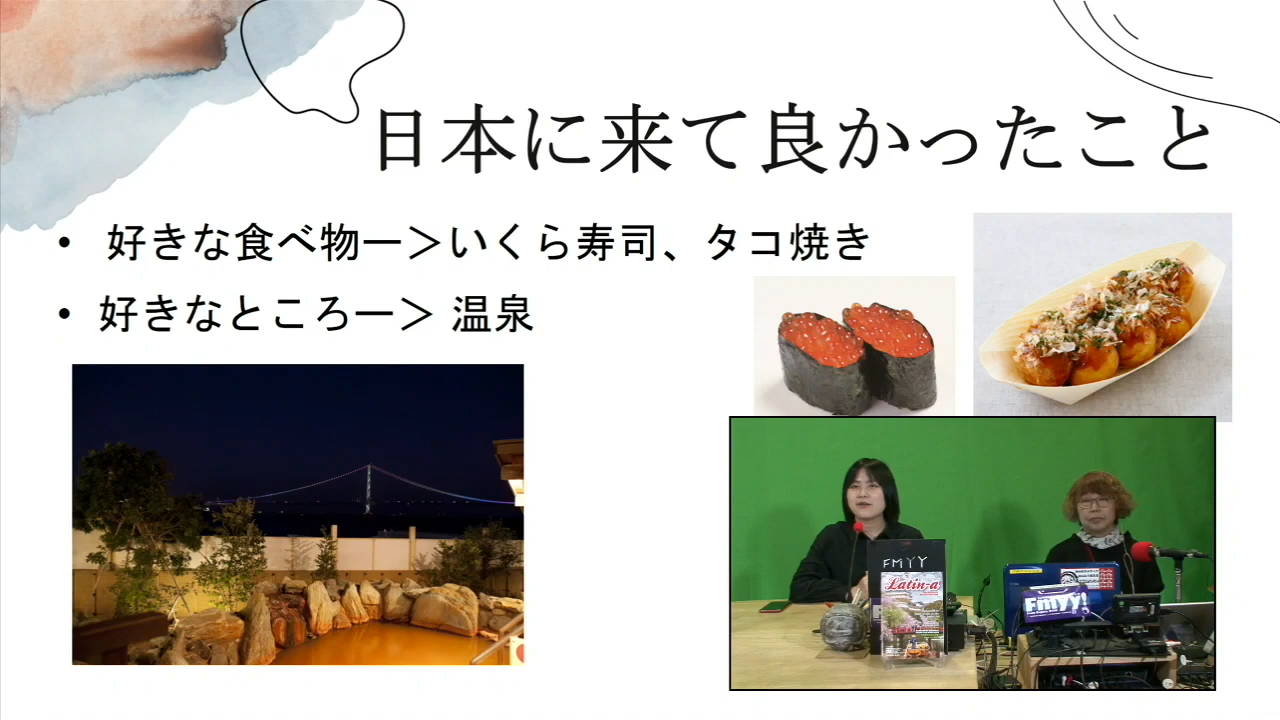 日本に来て良かったこと
• 好きな食べ物ー＞いくら寿司、タコ焼き
• 好きなところー＞ 温泉
FMYY
Latin-a
Fmyy!